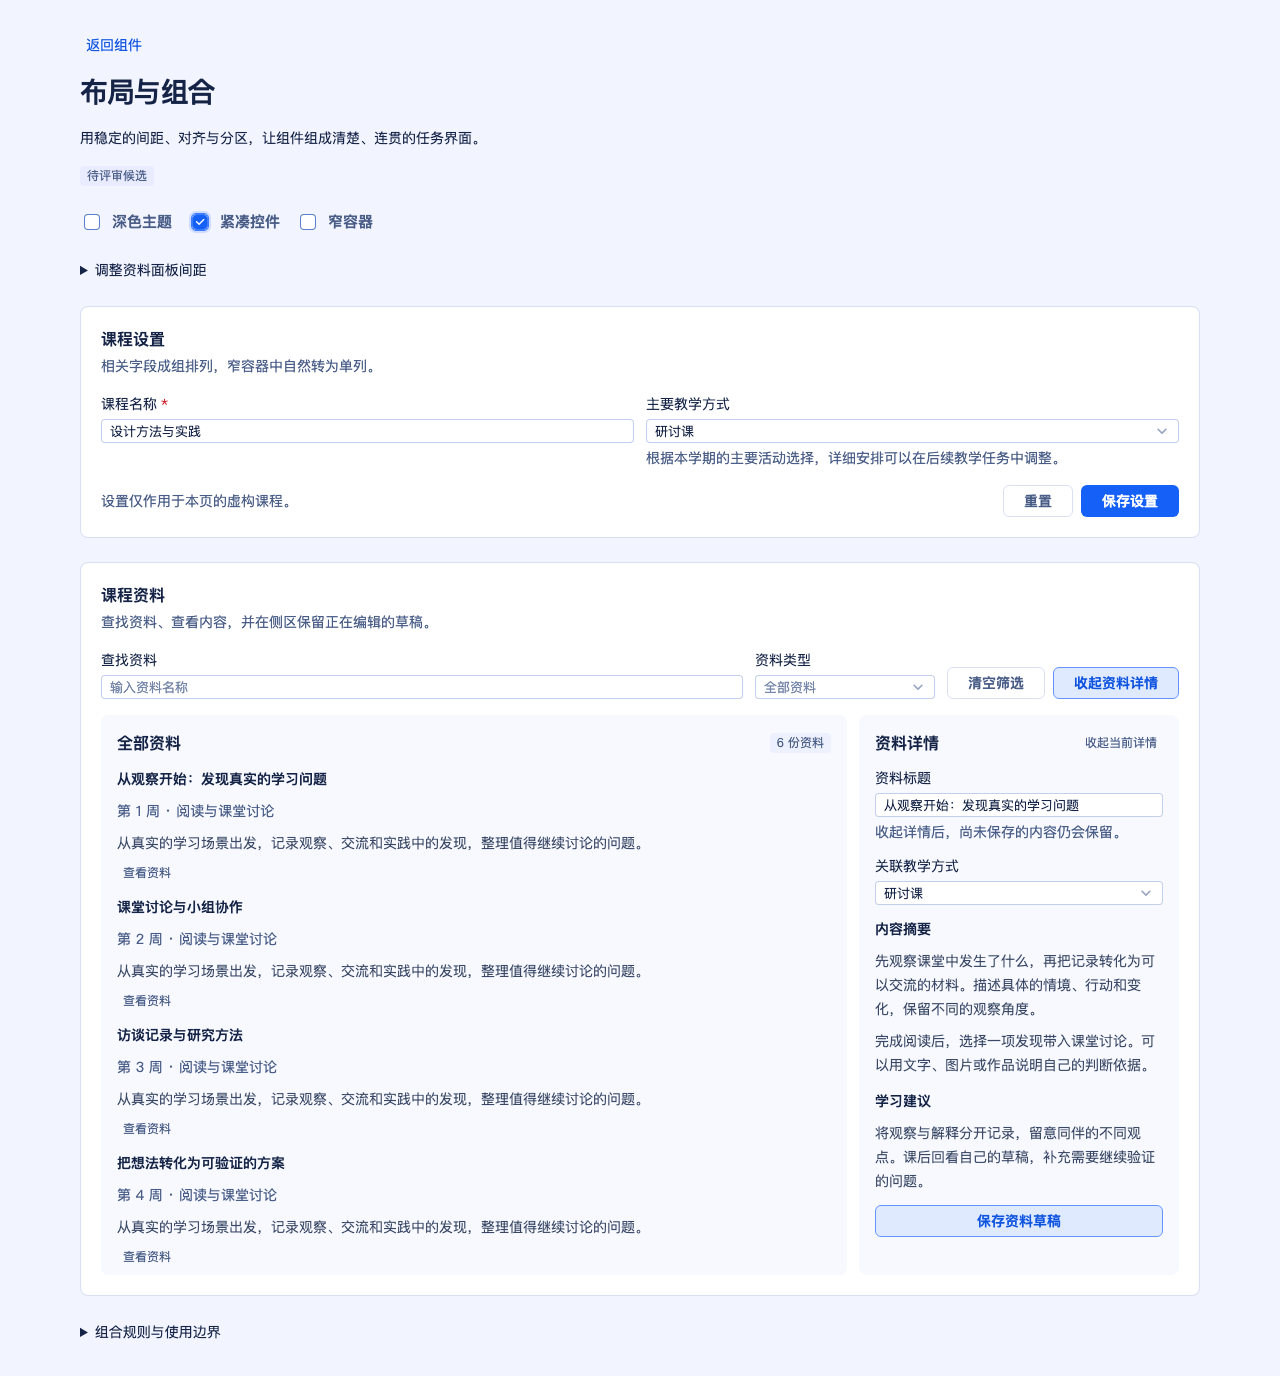 返回组件
布局与组合
用稳定的间距、对齐与分区，让组件组成清楚、连贯的任务界面。
待评审候选
深色主题 紧凑控件 窄容器
调整资料面板间距
课程设置
相关字段成组排列，窄容器中自然转为单列。
课程名称 *
设计方法与实践
主要教学方式
研讨课
根据本学期的主要活动选择，详细安排可以在后续教学任务中调整。
设置仅作用于本页的虚构课程。
重置 保存设置
课程资料
查找资料、查看内容，并在侧区保留正在编辑的草稿。
查找资料
输入资料名称
资料类型
全部资料
清空筛选 收起资料详情
全部资料 6 份资料
从观察开始：发现真实的学习问题
第 1 周 · 阅读与课堂讨论
从真实的学习场景出发，记录观察、交流和实践中的发现，整理值得继续讨论的问题。
查看资料
课堂讨论与小组协作
第 2 周 · 阅读与课堂讨论
从真实的学习场景出发，记录观察、交流和实践中的发现，整理值得继续讨论的问题。
查看资料
访谈记录与研究方法
第 3 周 · 阅读与课堂讨论
从真实的学习场景出发，记录观察、交流和实践中的发现，整理值得继续讨论的问题。
查看资料
把想法转化为可验证的方案
第 4 周 · 阅读与课堂讨论
从真实的学习场景出发，记录观察、交流和实践中的发现，整理值得继续讨论的问题。
查看资料
资料详情 收起当前详情
资料标题
从观察开始：发现真实的学习问题
收起详情后，尚未保存的内容仍会保留。
关联教学方式
研讨课
内容摘要
先观察课堂中发生了什么，再把记录转化为可
以交流的材料。描述具体的情境、行动和变
化，保留不同的观察角度。
完成阅读后，选择一项发现带入课堂讨论。可
以用文字、图片或作品说明自己的判断依据。
学习建议
将观察与解释分开记录，留意同伴的不同观
点。课后回看自己的草稿，补充需要继续验证
的问题。
保存资料草稿
组合规则与使用边界